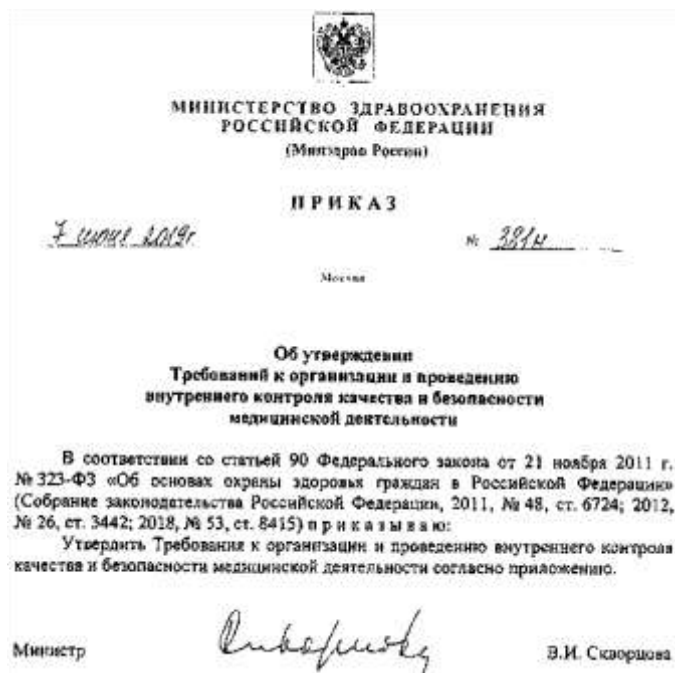 МИНИСТЕРСТВО ЗДРАВООХРАНЕНИЯ
РОССИЙСКОЙ ФЕДЕРАЦИИ
(Минздрав России)
ПРИКАЗ
7 июня 2019г.
№ 381н
Москва
Об утверждении
Требований к организации и проведению
внутреннего контроля качества и безопасности
медицинской деятельности
В соответствии со статьей 90 Федерального закона от 21 ноября 2011 г.
№ 323-ФЗ «Об основах охраны здоровья граждан в Российской Федерации»
(Собрание законодательства Российской Федерации, 2011, № 48, ст. 6724; 2012,
№ 26, ст. 3442; 2018, № 53, ст. 8415) приказываю:
Утвердить Требования к организации и проведению внутреннего контроля
качества и безопасности медицинской деятельности согласно приложению.
Министр
В.И. Скворцова